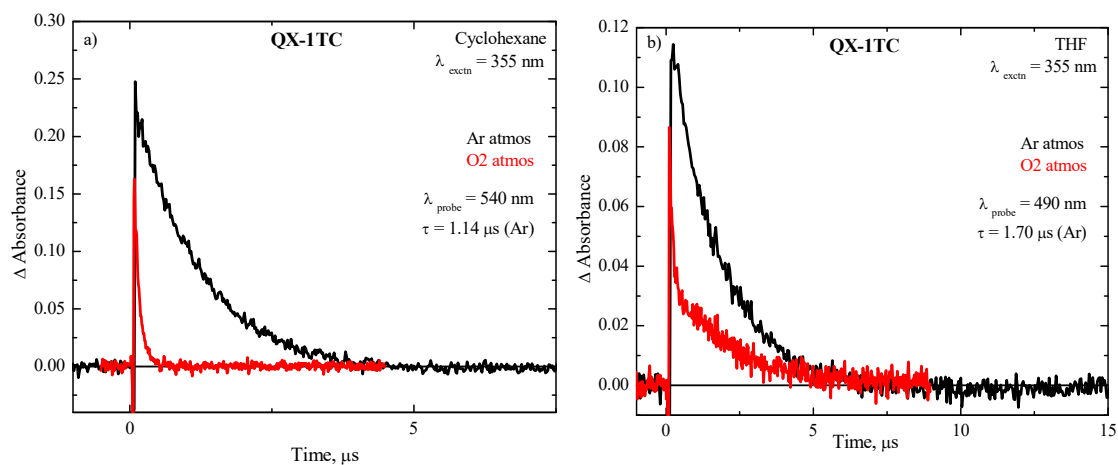 a)
QX-1TC
Cyclohexane
λ exctn = 355 nm
Ar atmos
O2 atmos
λ probe = 540 nm
τ = 1.14 μs (Ar)
0.30
0.25
0.20
0.15
0.10
0.05
0.00
Δ Absorbance
0
5
Time, μs
b)
QX-1TC
THF
λ exctn = 355 nm
Ar atmos
O2 atmos
λ probe = 490 nm
τ = 1.70 μs (Ar)
0.12
0.10
0.08
0.06
0.04
0.02
0.00
Δ Absorbance
0
5
10
15
Time, μs